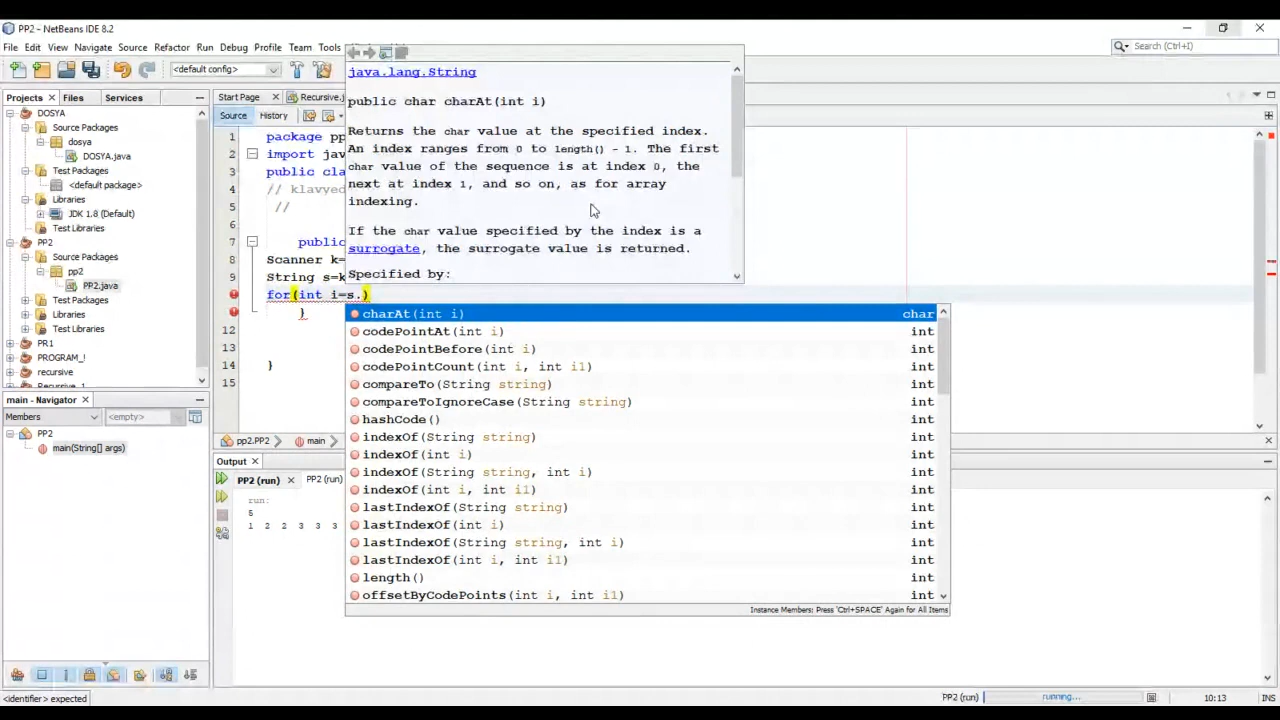 PP2 - NetBeans IDE 8.2
File Edit View Navigate Source Refactor Run Debug Profile Team Tools
Search (Ctrl+I)
<default config>
Projects Files Services
DOSYA
Source Packages
dosya
DOSYA.java
Test Packages
<default package>
Libraries
JDK 1.8 (Default)
Test Libraries
PP2
Source Packages
pp2
PP2.java
Test Packages
Libraries
Test Libraries
PR1
PROGRAM_!
recursive
Recursive_1
main - Navigator
Members <empty>
PP2
main(String[] args)
Start Page Recursive.j
Source History
1 package pp
2 import jav
3 public cla
4 // klavyed
5 //
6
7 public
8 Scanner k=
9 String s=k
for(int i=s.)
}
12
13
14 }
15
java.lang.String
public char charAt(int i)
Returns the char value at the specified index.
An index ranges from 0 to length() - 1. The first
char value of the sequence is at index 0, the
next at index 1, and so on, as for array
indexing.
If the char value specified by the index is a
surrogate, the surrogate value is returned.
Specified by:
charAt(int i) char
codePointAt(int i) int
codePointBefore(int i) int
codePointCount(int i, int i1) int
compareTo(String string) int
compareToIgnoreCase(String string) int
hashCode() int
indexOf(String string) int
indexOf(int i) int
indexOf(String string, int i) int
indexOf(int i, int i1) int
lastIndexOf(String string) int
lastIndexOf(int i) int
lastIndexOf(String string, int i) int
lastIndexOf(int i, int i1) int
length() int
offsetByCodePoints(int i, int i1) int
Instance Members: Press 'Ctrl+SPACE' Again for All Items
pp2.PP2 main
Output
PP2 (run) PP2 (run)
run:
5
1 2 2 3 3 3
<identifier> expected
PP2 (run) running... 10:13 INS